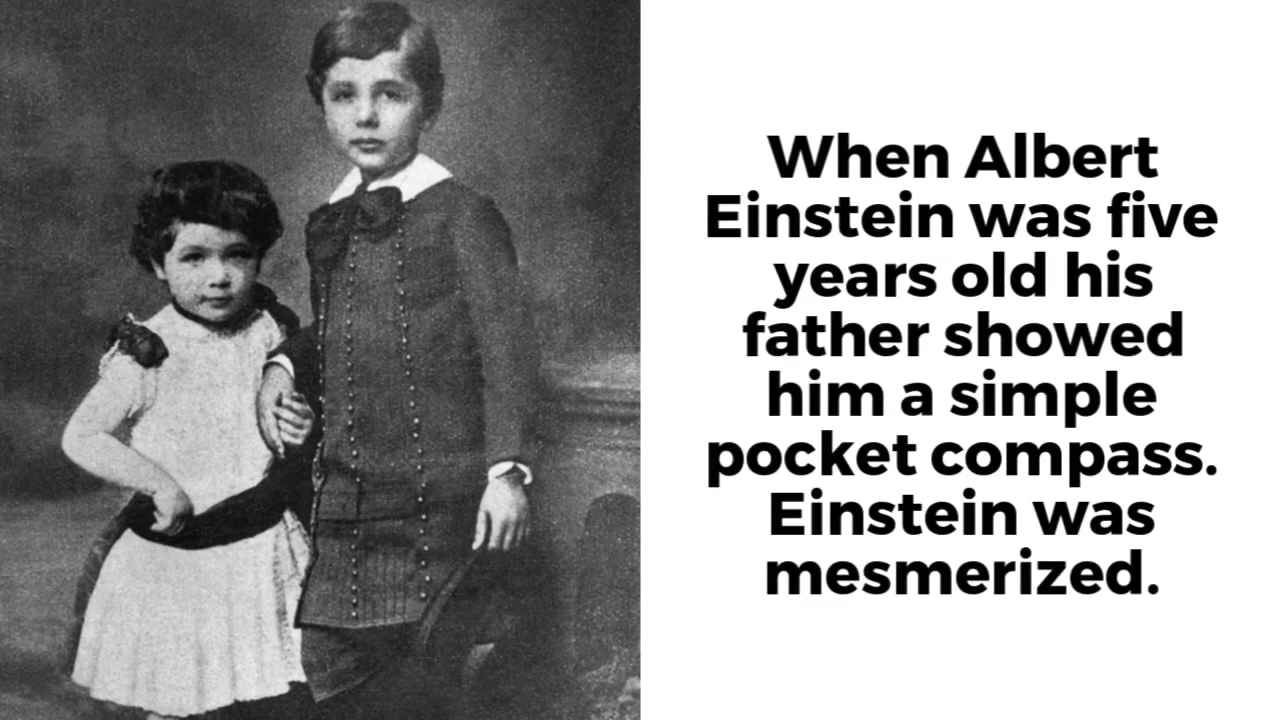 When Albert
Einstein was five
years old his
father showed
him a simple
pocket compass.
Einstein was
mesmerized.